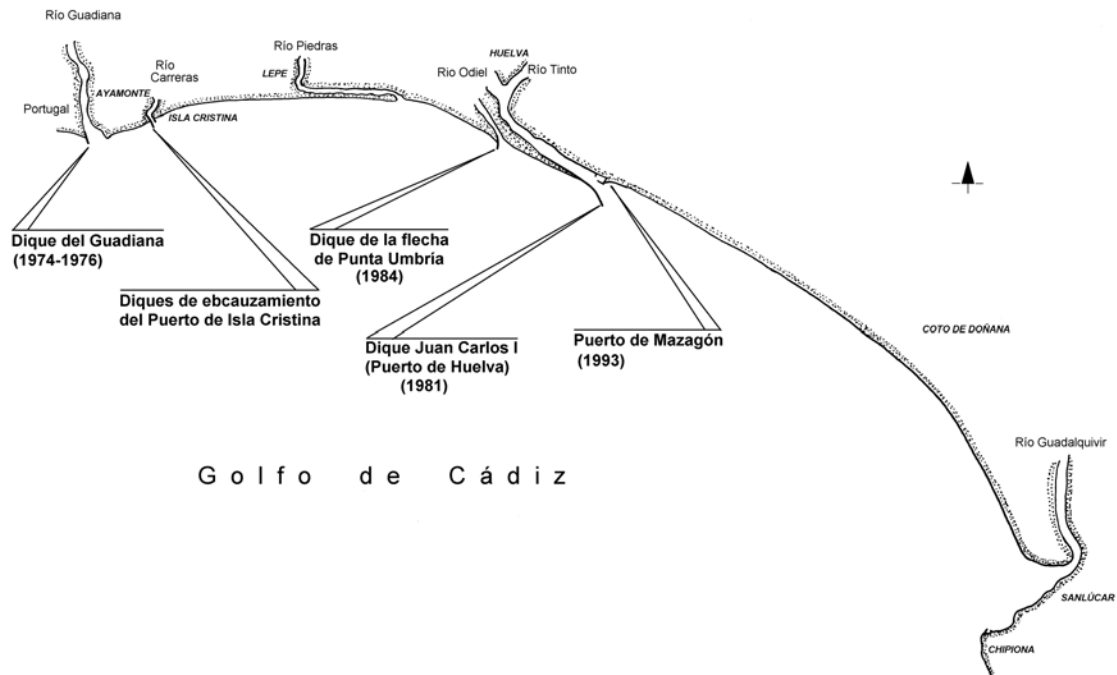 Río Guadiana
Río
Carreras
AYAMONTE
Portugal
ISLA CRISTINA
Río Piedras
LEPE
HUELVA
Rio Odiel
Río Tinto
Dique del Guadiana
(1974-1976)
Diques de ebcauzamiento
del Puerto de Isla Cristina
Dique de la flecha
de Punta Umbría
(1984)
Dique Juan Carlos I
(Puerto de Huelva)
(1981)
Puerto de Mazagón
(1993)
COTO DE DOÑANA
Río Guadalquivir
Golfo de Cádiz
SANLÚCAR
CHIPIONA